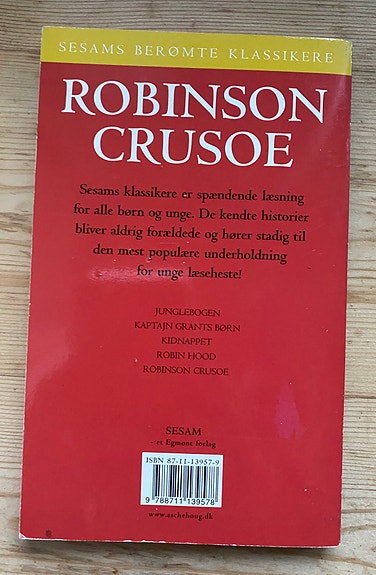 SESAMS BERØMTE KLASSIKERE
ROBINSON
CRUSOE
Sesams klassikere er spændende læsning
for alle børn og unge. De kendte historier
bliver aldrig forældede og hører stadig til
den mest populære underholdning
for unge læseheste!
JUNGLEBOGEN
KAPTAJN GRANTS BØRN
KIDNAPPET
ROBIN HOOD
ROBINSON CRUSOE
SESAM
- et Egmont forlag
ISBN 87-11-13957-9
9 788711 139578
www.aschehoug.dk